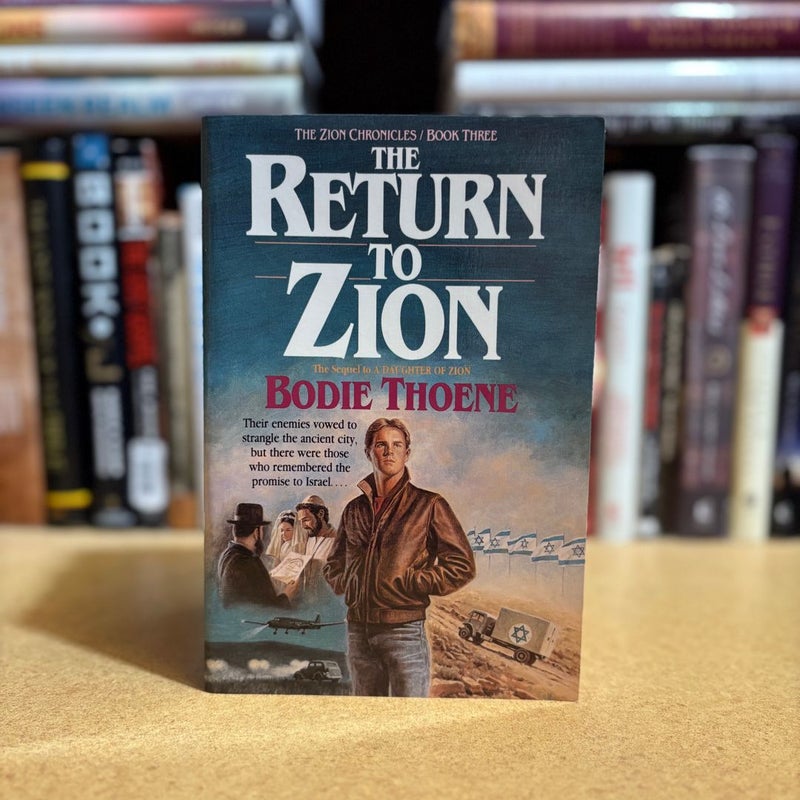 THE ZION CHRONICLES / BOOK THREE
THE
RETURN
TO
ZION
The Sequel to A DAUGHTER OF ZION
BODIE THOENE
Their enemies vowed to
strangle the ancient city,
but there were those
who remembered the
promise to Israel. . . .
BOOK